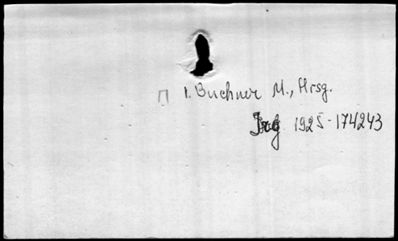 1. Buchner M., Hrsg.
1925-174243